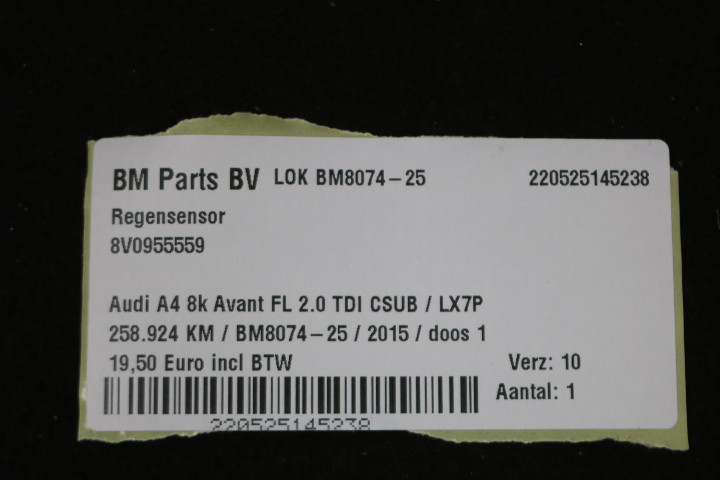 BM Parts BV LOK BM8074-25 220525145238
Regensensor
8V0955559
Audi A4 8k Avant FL 2.0 TDI CSUB / LX7P
258.924 KM / BM8074-25 / 2015 / doos 1
19,50 Euro incl BTW Verz: 10
Aantal: 1
220525145238